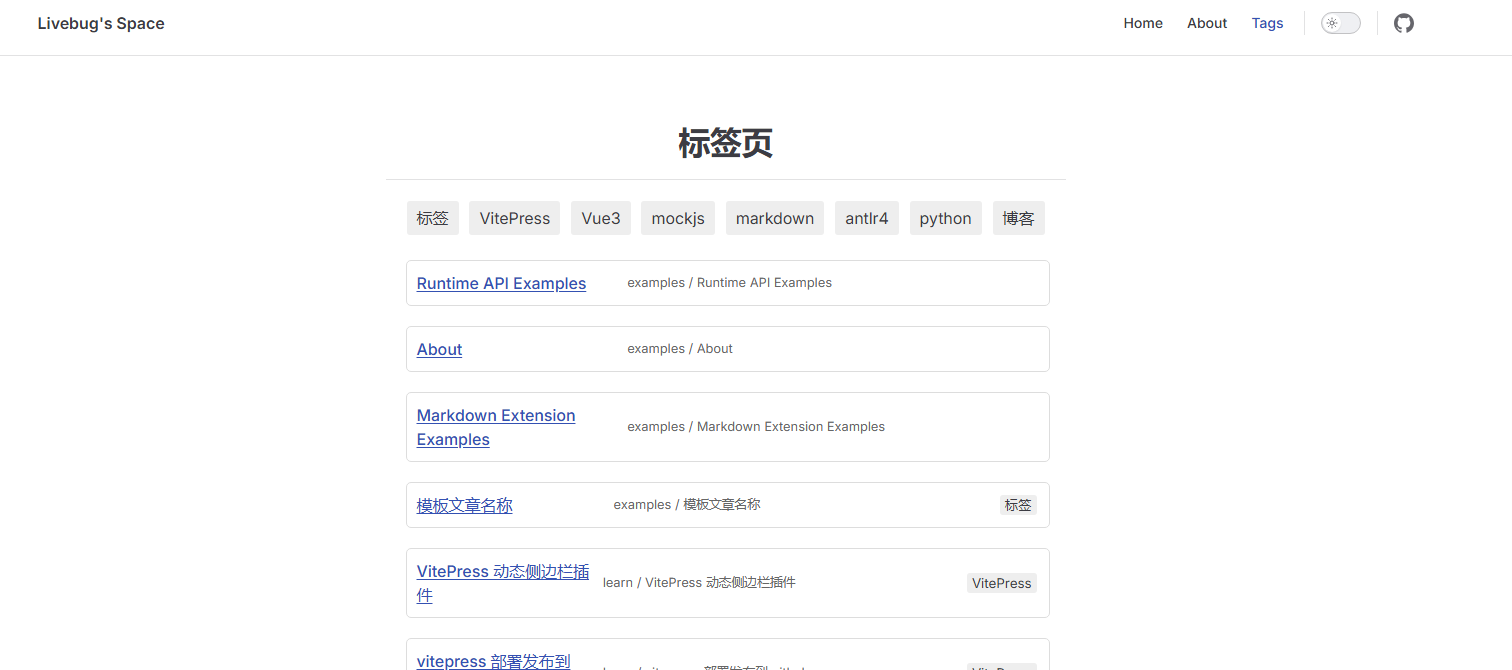 Livebug's Space Home About Tags
标签页
标签 VitePress Vue3 mockjs markdown antlr4 python 博客
Runtime API Examples examples / Runtime API Examples
About examples / About
Markdown Extension
Examples examples / Markdown Extension Examples
模板文章名称 examples / 模板文章名称 标签
VitePress 动态侧边栏插
件 learn / VitePress 动态侧边栏插件 VitePress
vitepress 部署发布到